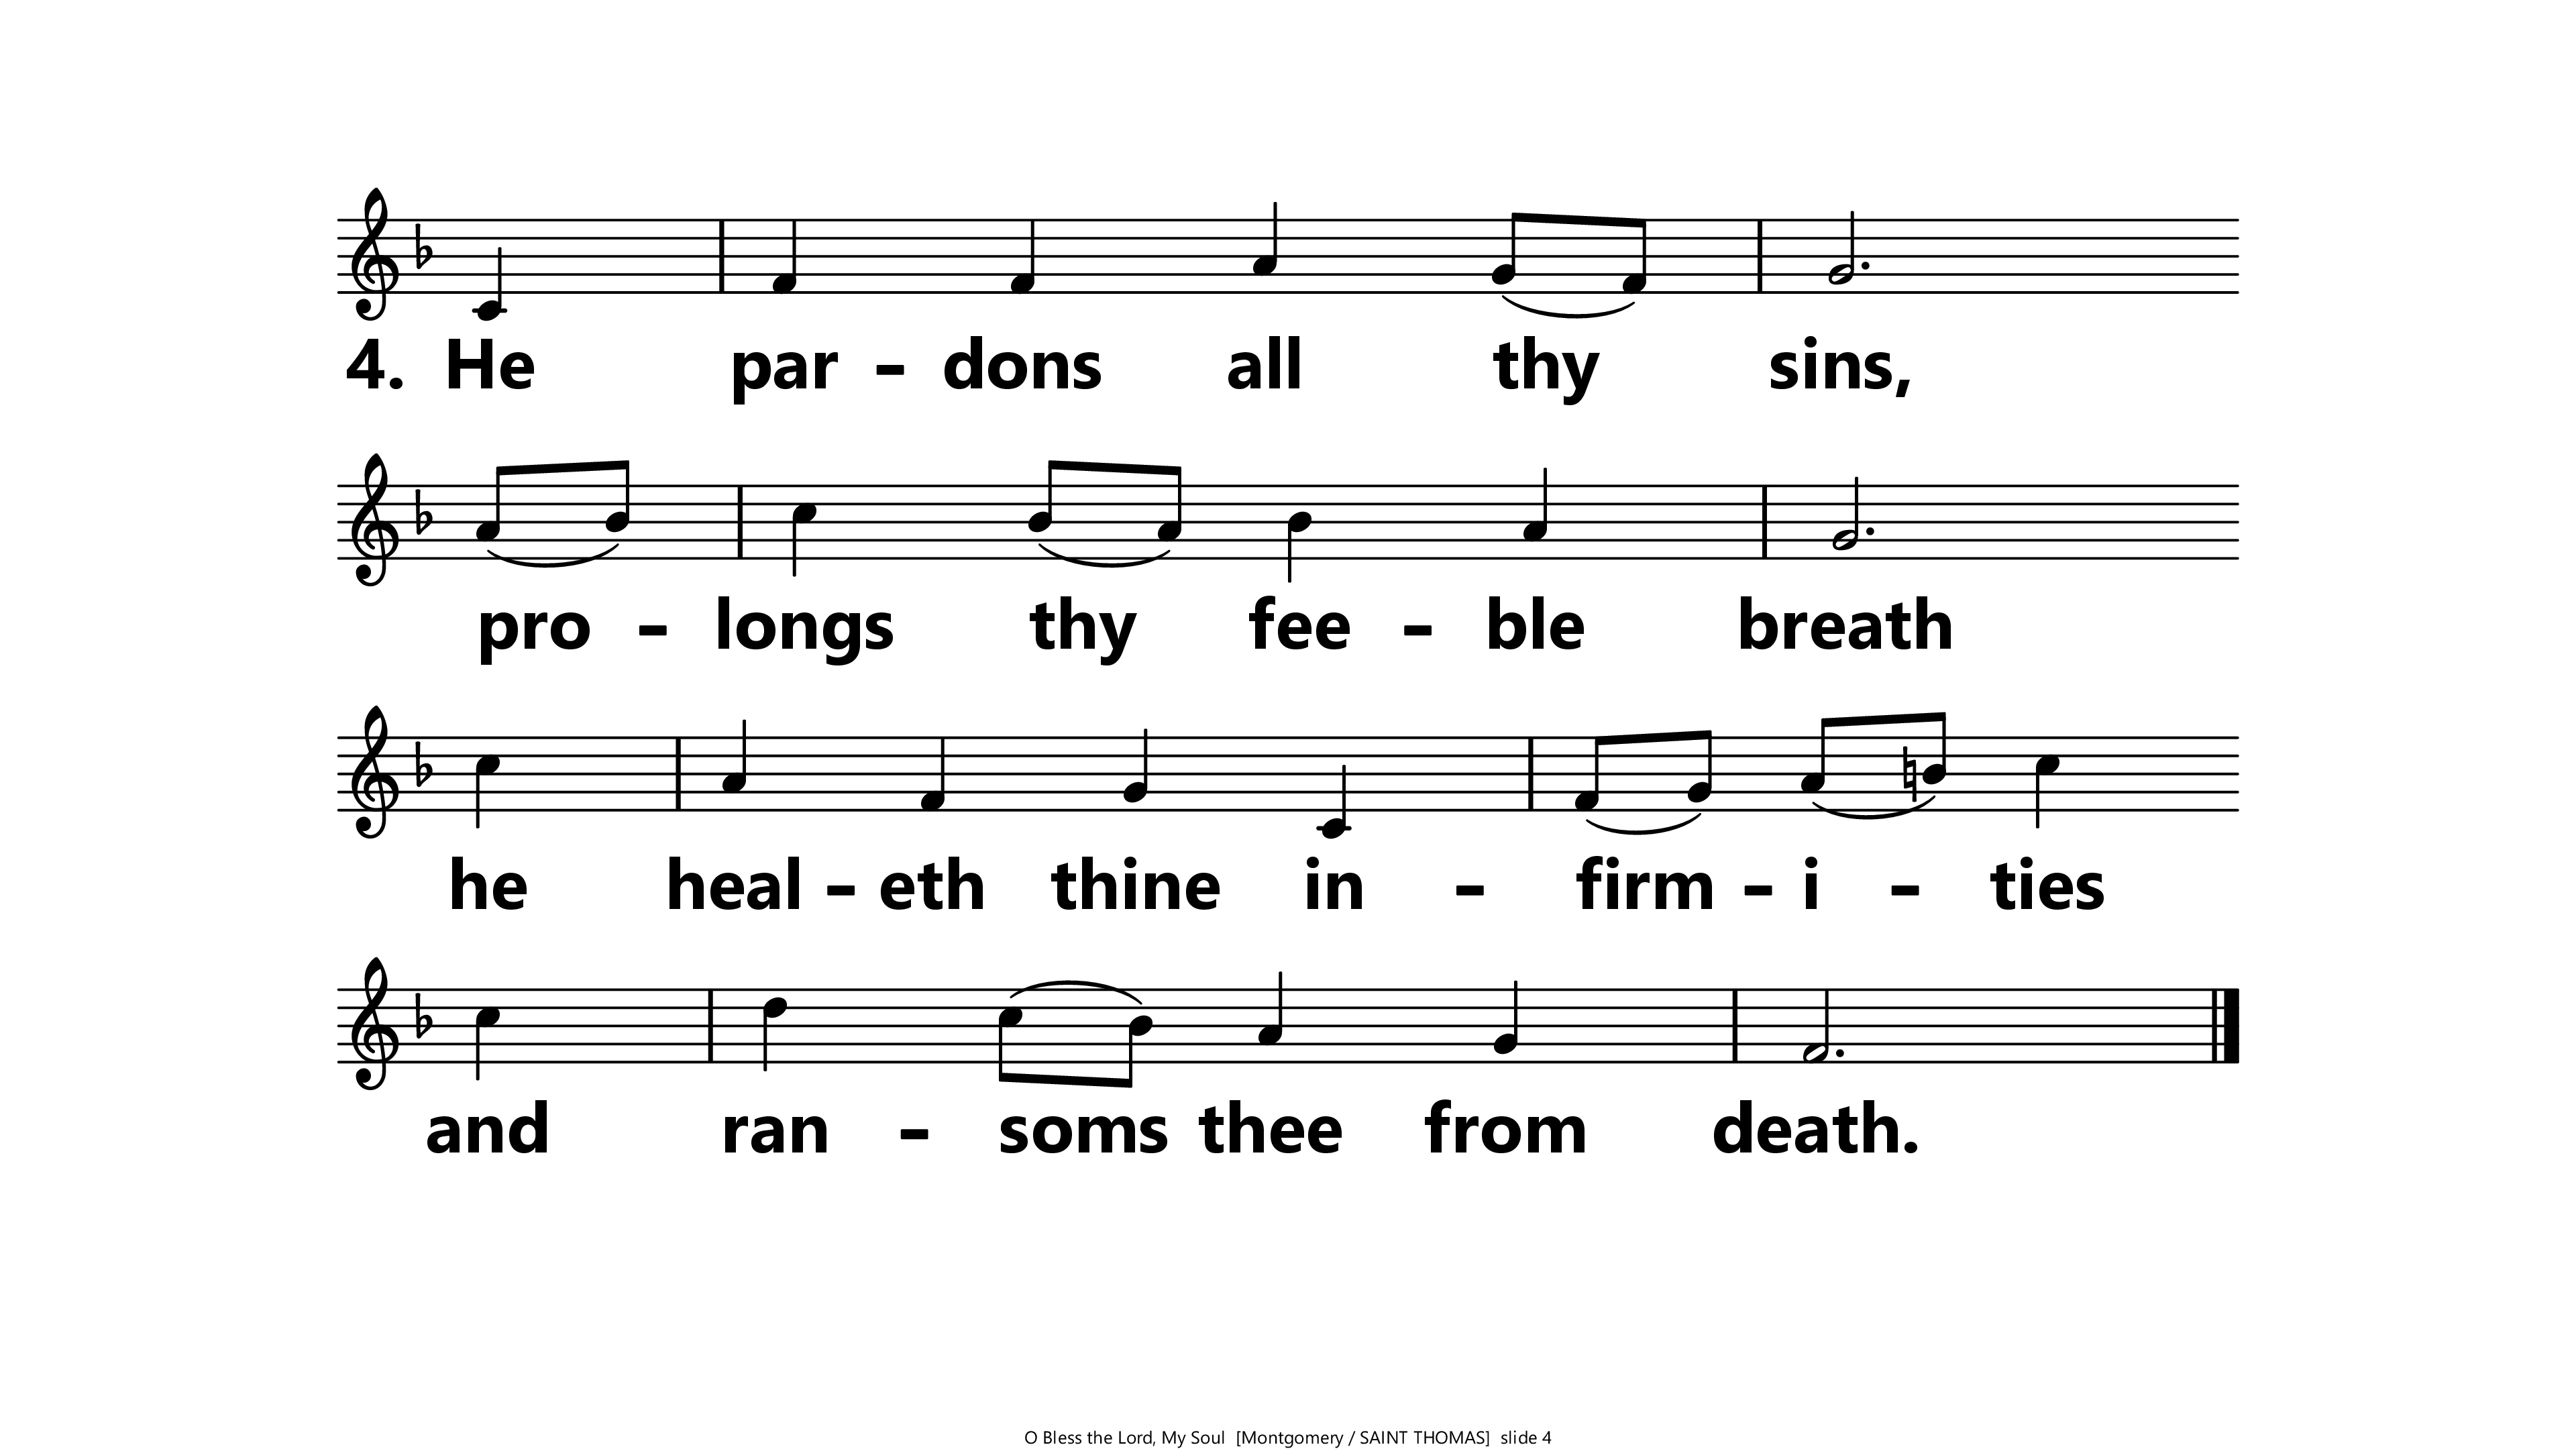 4. He par - dons all thy sins,
pro - longs thy fee - ble breath
he heal - eth thine in - firm - i - ties
and ran - soms thee from death.
O Bless the Lord, My Soul [Montgomery / SAINT THOMAS] slide 4